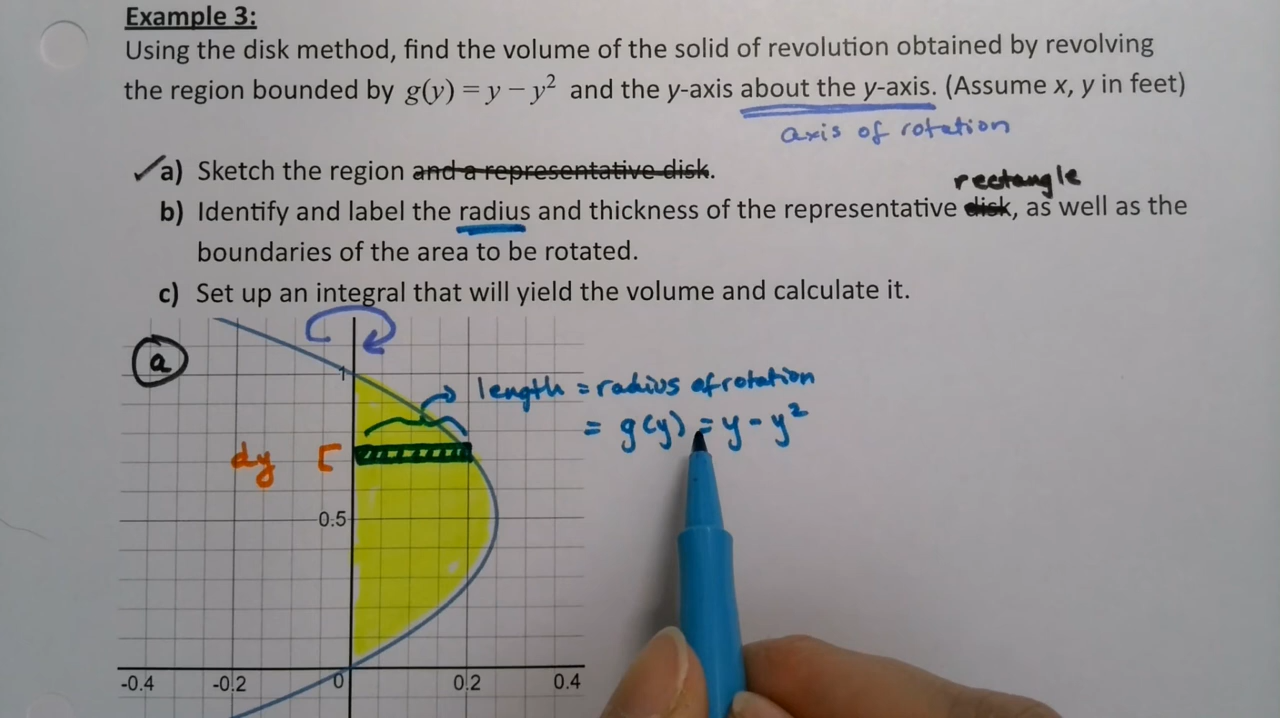 Example 3:
Using the disk method, find the volume of the solid of revolution obtained by revolving
the region bounded by g(y) = y − y² and the y-axis about the y-axis. (Assume x, y in feet)
axis of rotation
a) Sketch the region and a representative disk.
rectangle
b) Identify and label the radius and thickness of the representative disk, as well as the
boundaries of the area to be rotated.
c) Set up an integral that will yield the volume and calculate it.
a
1
length = radius of rotation
= g(y) = y - y²
dy [
0.5
-0.4 -0.2 0 0.2 0.4